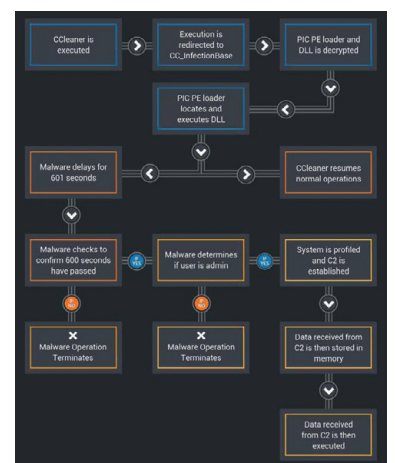 CCleaner is
executed
Execution is
redirected to
CC_InfectionBase
PIC PE loader and
DLL is decrypted
PIC PE loader
locates and
executes DLL
Malware delays for
601 seconds
CCleaner resumes
normal operations
Malware checks to
confirm 600 seconds
have passed
IF
YES
Malware determines
if user is admin
IF
YES
System is profiled
and C2 is
established
IF
NO
IF
NO
Malware Operation
Terminates
Malware Operation
Terminates
Data received from
C2 is then stored in
memory
Data received
from C2 is then
executed